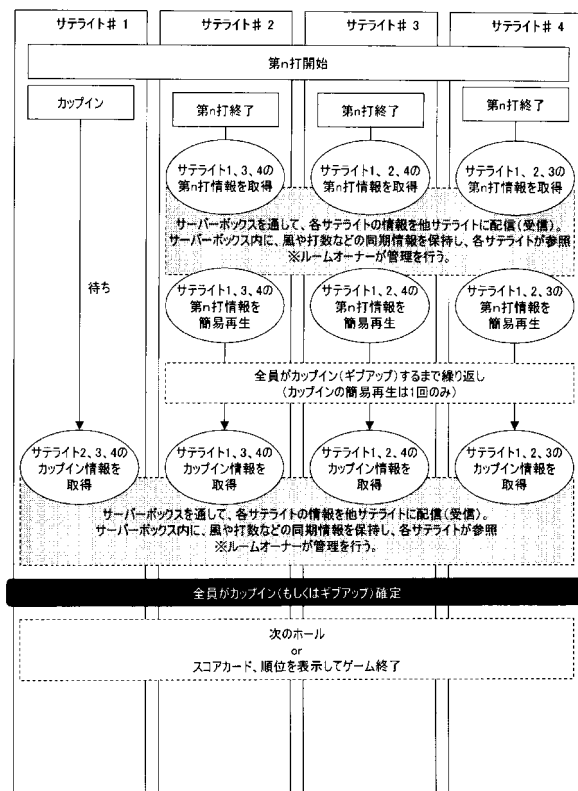 サテライト＃ 1
サテライト＃ 2
サテライト＃ 3
サテライト＃ 4
第n打開始
カップイン
第n打終了
第n打終了
第n打終了
サテライト1、3、4の
第n打情報を取得
サテライト1、2、4の
第n打情報を取得
サテライト1、2、3の
第n打情報を取得
サーバーボックスを通して、各サテライトの情報を他サテライトに配信(受信)。
サーバーボックス内に、風や打数などの同期情報を保持し、各サテライトが参照
※ルームオーナーが管理を行う。
待ち
サテライト1、3、4の
第n打情報を
簡易再生
サテライト1、2、4の
第n打情報を
簡易再生
サテライト1、2、3の
第n打情報を
簡易再生
全員がカップイン(ギブアップ)するまで繰り返し
(カップインの簡易再生は1回のみ)
サテライト2、3、4の
カップイン情報を
取得
サテライト1、3、4の
カップイン情報を
取得
サテライト1、2、4の
カップイン情報を
取得
サテライト1、2、3の
カップイン情報を
取得
サーバーボックスを通して、各サテライトの情報を他サテライトに配信(受信)。
サーバーボックス内に、風や打数などの同期情報を保持し、各サテライトが参照
※ルームオーナーが管理を行う。
全員がカップイン(もしくはギブアップ)確定
次のホール
or
スコアカード、順位を表示してゲーム終了